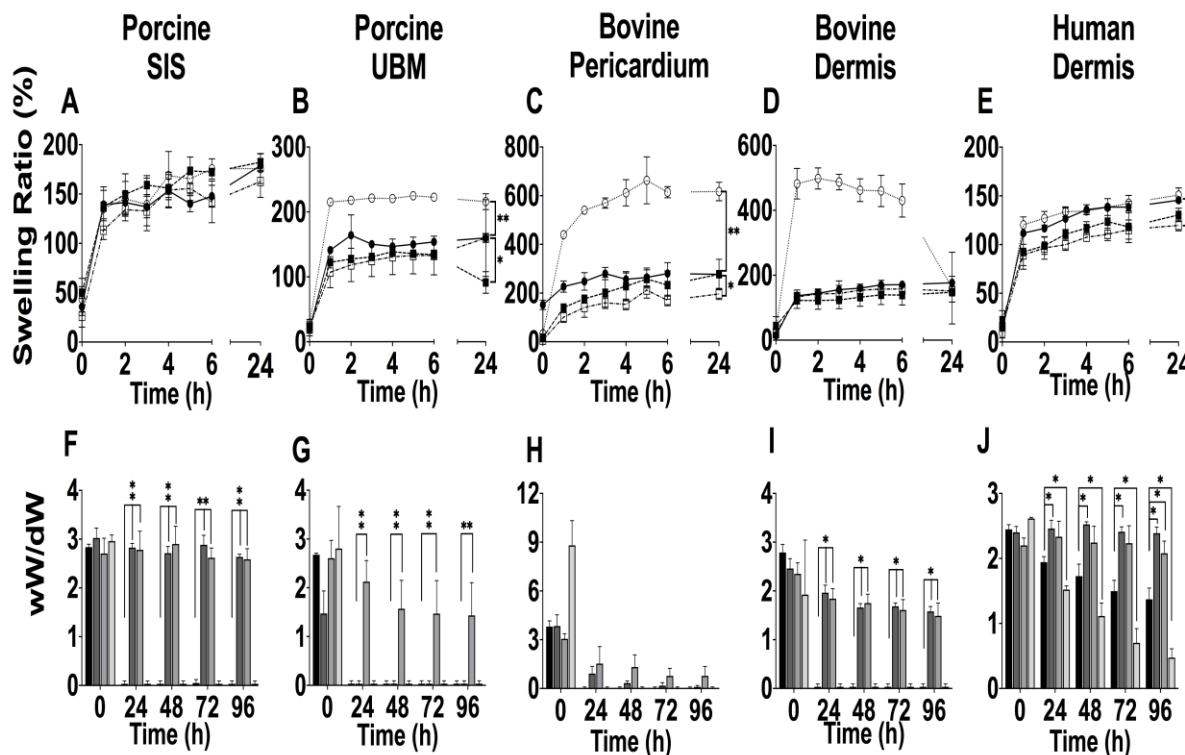 Porcine Porcine Bovine Bovine Human
SIS UBM Pericardium Dermis Dermis
A B C D E
Swelling Ratio (%)
200 300 800 600 200
150 200 600 400 150
100 100 400 200 100
50 0 200 0 50
0 0 0
0 2 4 6 24 0 2 4 6 24 0 2 4 6 24 0 2 4 6 24 0 2 4 6 24
Time (h) Time (h) Time (h) Time (h) Time (h)
F G H I J
wW/dW
4 4 12 4 3
3 3 9 3 2
2 2 6 2 1
1 1 3 1 0
0 0 0 0
** ** ** ** ** ** ** ** * * * * * * * * * * * *
0 24 48 72 96 0 24 48 72 96 0 24 48 72 96 0 24 48 72 96 0 24 48 72 96
Time (h) Time (h) Time (h) Time (h) Time (h)